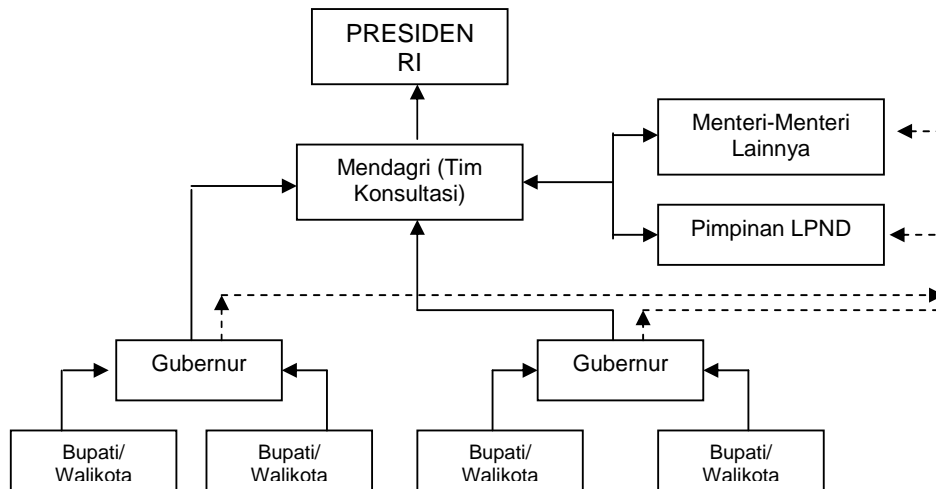 PRESIDEN
RI
Menteri-Menteri
Lainnya
Mendagri (Tim
Konsultasi)
Pimpinan LPND
Gubernur
Gubernur
Bupati/
Walikota
Bupati/
Walikota
Bupati/
Walikota
Bupati/
Walikota